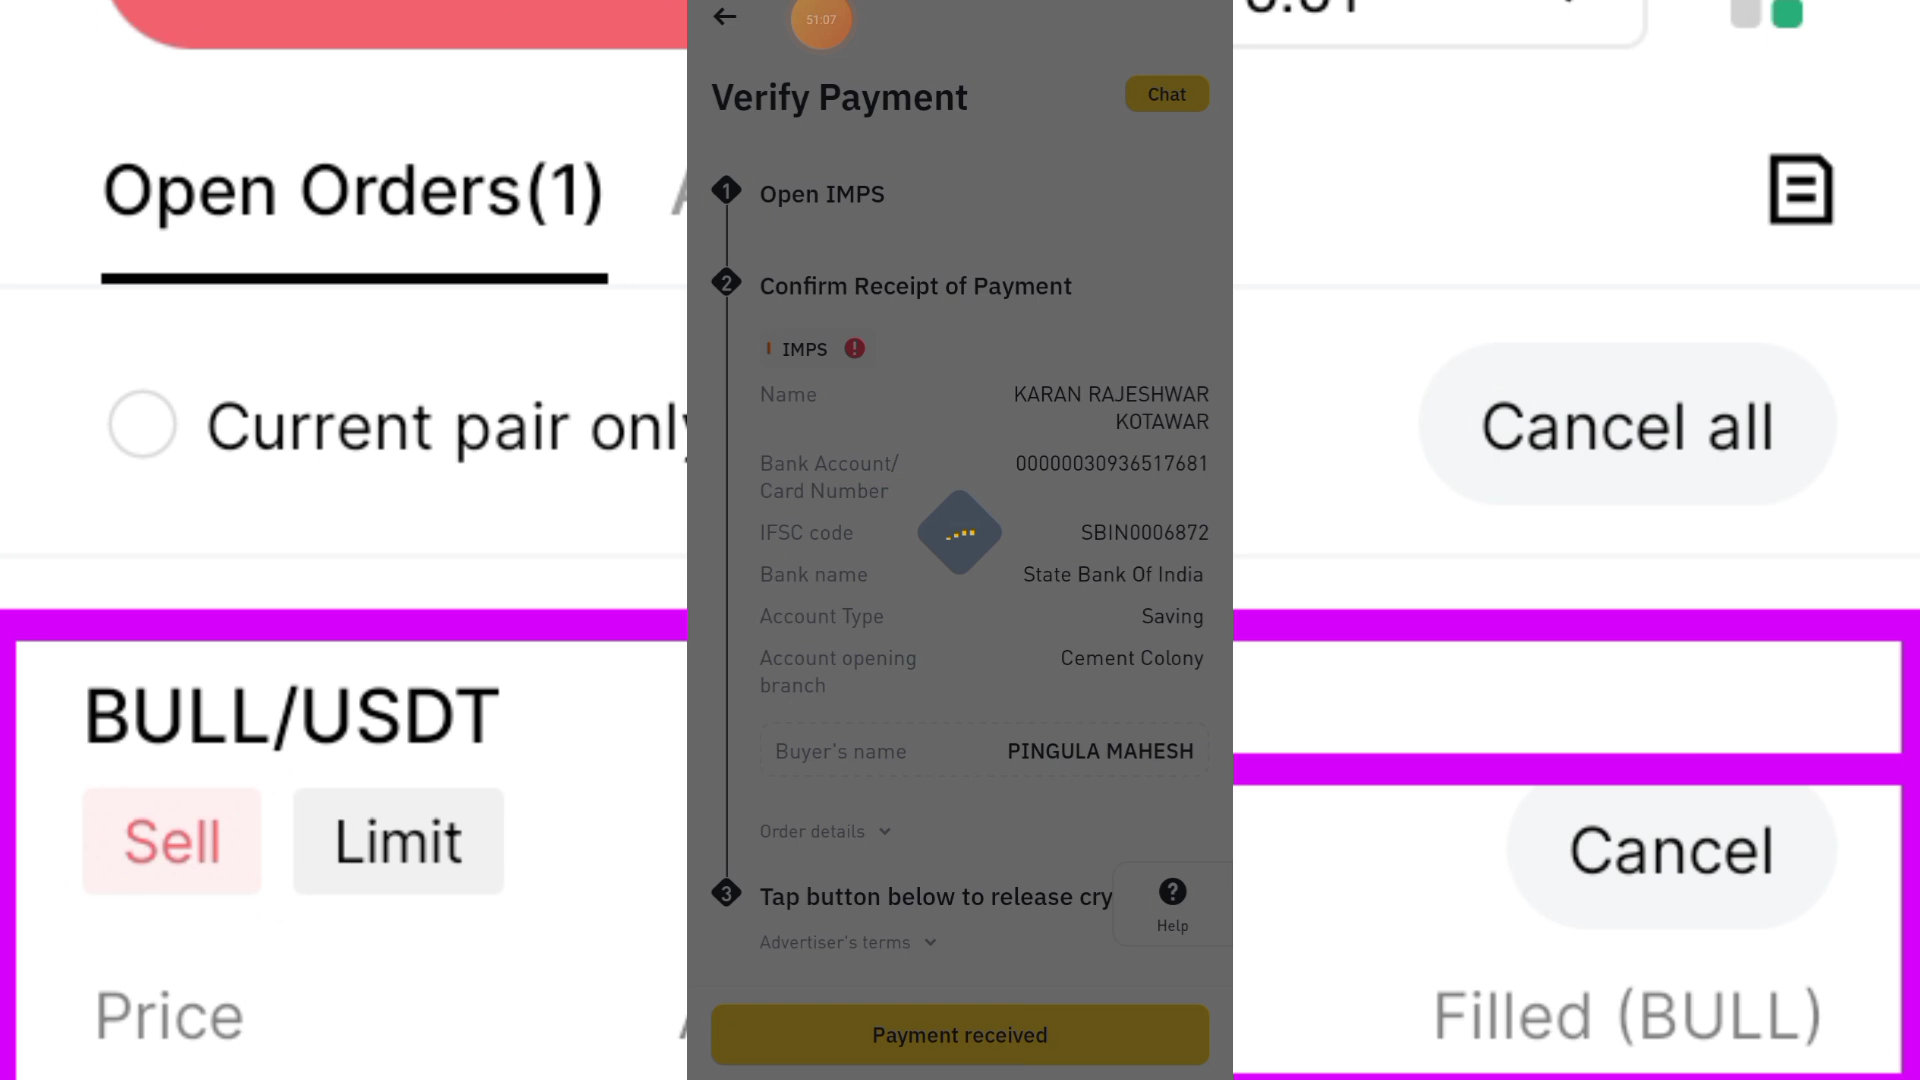 51:07
Verify Payment
Chat
1
Open IMPS
2
Confirm Receipt of Payment
IMPS
Name
KARAN RAJESHWAR
KOTAWAR
Bank Account/
Card Number
00000030936517681
IFSC code
SBIN0006872
Bank name
State Bank Of India
Account Type
Saving
Account opening
branch
Cement Colony
Buyer's name
PINGULA MAHESH
Order details
3
Tap button below to release cry
Help
Advertiser's terms
Payment received
Open Orders(1)
Current pair only
Cancel all
BULL/USDT
Sell
Limit
Cancel
Price
Filled (BULL)